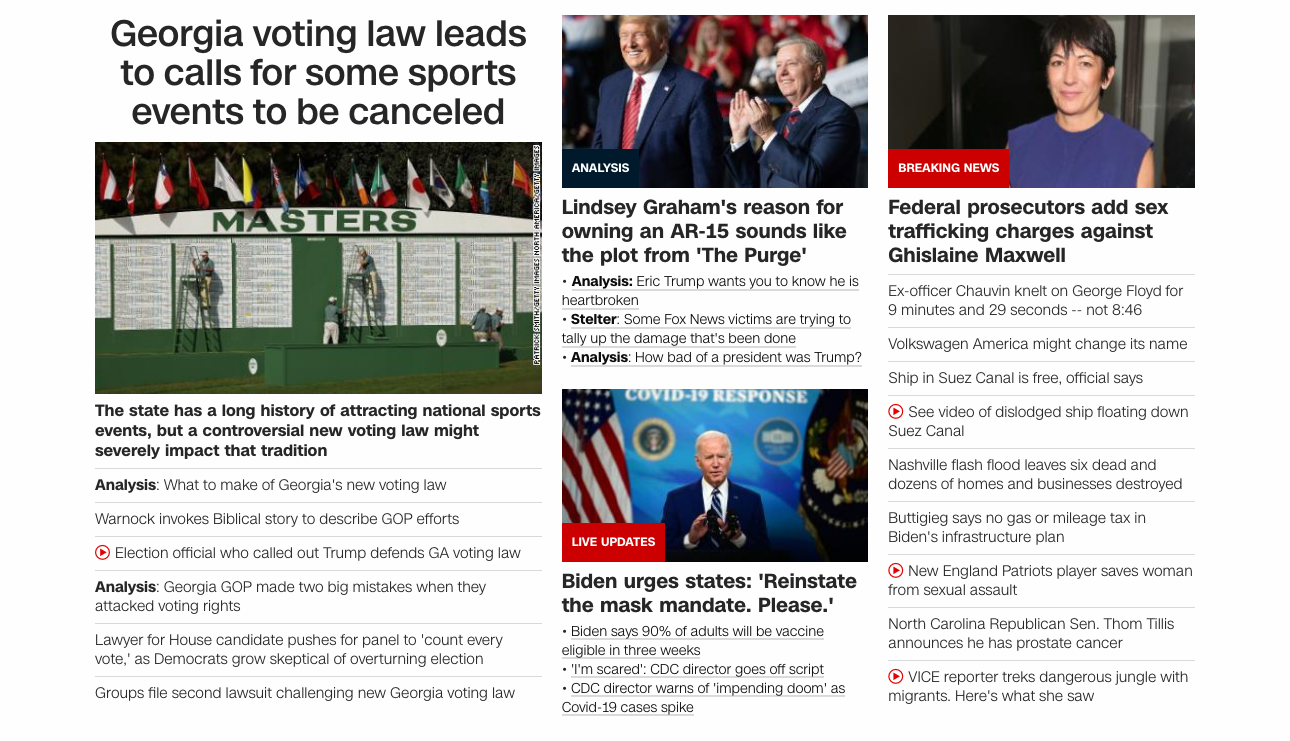 Georgia voting law leads
to calls for some sports
events to be canceled
MASTERS
PATRICK SMITH/GETTY IMAGES NORTH AMERICA/GETTY IMAGES
The state has a long history of attracting national sports
events, but a controversial new voting law might
severely impact that tradition
Analysis: What to make of Georgia's new voting law
Warnock invokes Biblical story to describe GOP efforts
Election official who called out Trump defends GA voting law
Analysis: Georgia GOP made two big mistakes when they
attacked voting rights
Lawyer for House candidate pushes for panel to 'count every
vote,' as Democrats grow skeptical of overturning election
Groups file second lawsuit challenging new Georgia voting law
ANALYSIS
Lindsey Graham's reason for
owning an AR-15 sounds like
the plot from 'The Purge'
• Analysis: Eric Trump wants you to know he is
heartbroken
• Stelter: Some Fox News victims are trying to
tally up the damage that's been done
• Analysis: How bad of a president was Trump?
COVID-19 RESPONSE
LIVE UPDATES
Biden urges states: 'Reinstate
the mask mandate. Please.'
• Biden says 90% of adults will be vaccine
eligible in three weeks
• 'I'm scared': CDC director goes off script
• CDC director warns of 'impending doom' as
Covid-19 cases spike
BREAKING NEWS
Federal prosecutors add sex
trafficking charges against
Ghislaine Maxwell
Ex-officer Chauvin knelt on George Floyd for
9 minutes and 29 seconds -- not 8:46
Volkswagen America might change its name
Ship in Suez Canal is free, official says
See video of dislodged ship floating down
Suez Canal
Nashville flash flood leaves six dead and
dozens of homes and businesses destroyed
Buttigieg says no gas or mileage tax in
Biden's infrastructure plan
New England Patriots player saves woman
from sexual assault
North Carolina Republican Sen. Thom Tillis
announces he has prostate cancer
VICE reporter treks dangerous jungle with
migrants. Here's what she saw